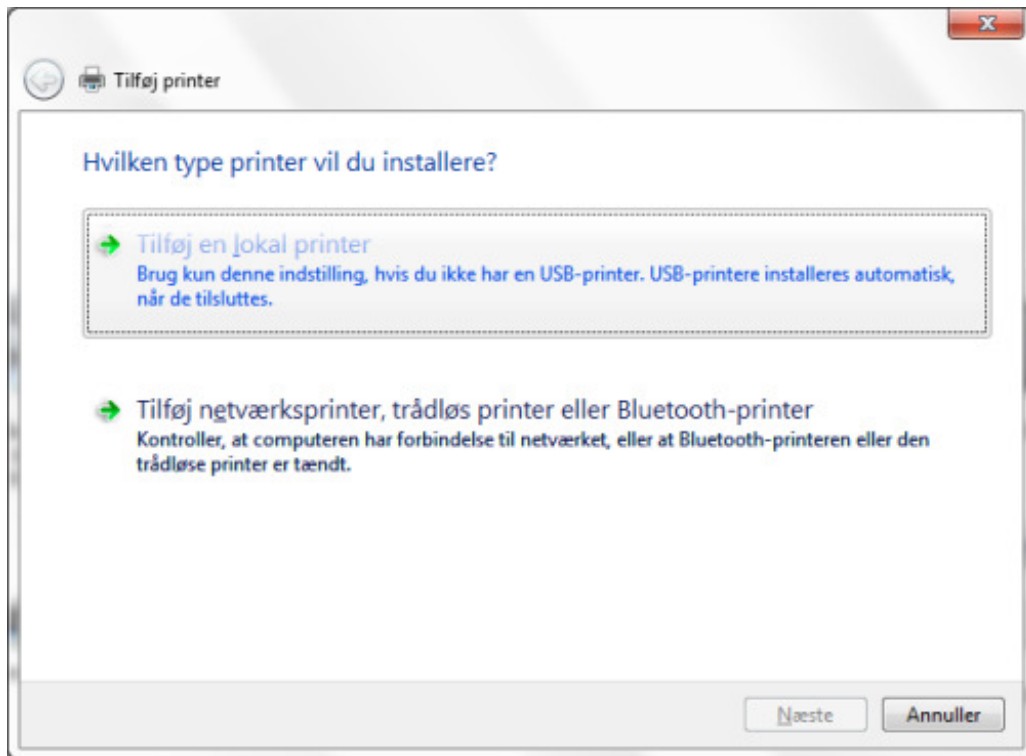 Tilføj printer
Hvilken type printer vil du installere?
Tilføj en lokal printer
Brug kun denne indstilling, hvis du ikke har en USB-printer. USB-printere installeres automatisk,
når de tilsluttes.
Tilføj netværksprinter, trådløs printer eller Bluetooth-printer
Kontroller, at computeren har forbindelse til netværket, eller at Bluetooth-printeren eller den
trådløse printer er tændt.
Næste
Annuller